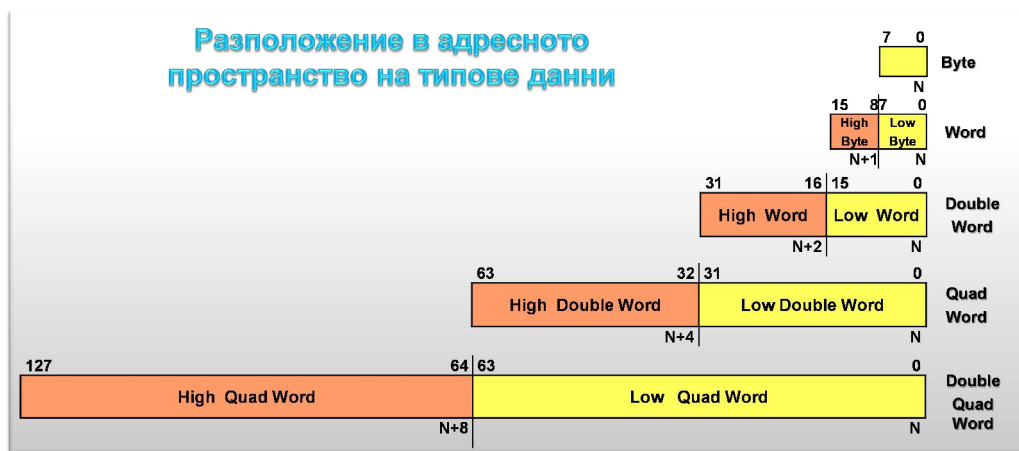 Разположение в адресното
пространство на типове данни
7 0
Byte
N
15 87 0
High Byte Low Byte
Word
N+1 N
31 16 15 0
High Word Low Word
Double Word
N+2 N
63 32 31 0
High Double Word Low Double Word
Quad Word
N+4 N
127 64 63 0
High Quad Word Low Quad Word
Double Quad Word
N+8 N